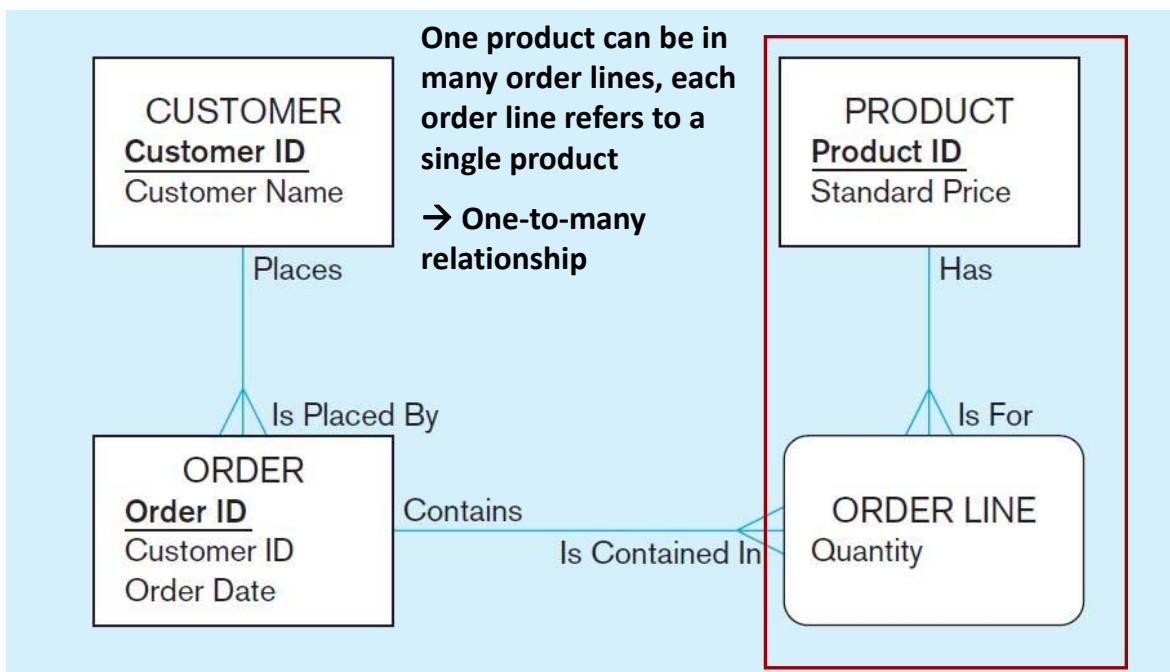 One product can be in
many order lines, each
order line refers to a
single product
→ One-to-many
relationship
CUSTOMER
Customer ID
Customer Name
PRODUCT
Product ID
Standard Price
Places
Has
Is Placed By
Is For
ORDER
Order ID
Customer ID
Order Date
Contains
Is Contained In
ORDER LINE
Quantity